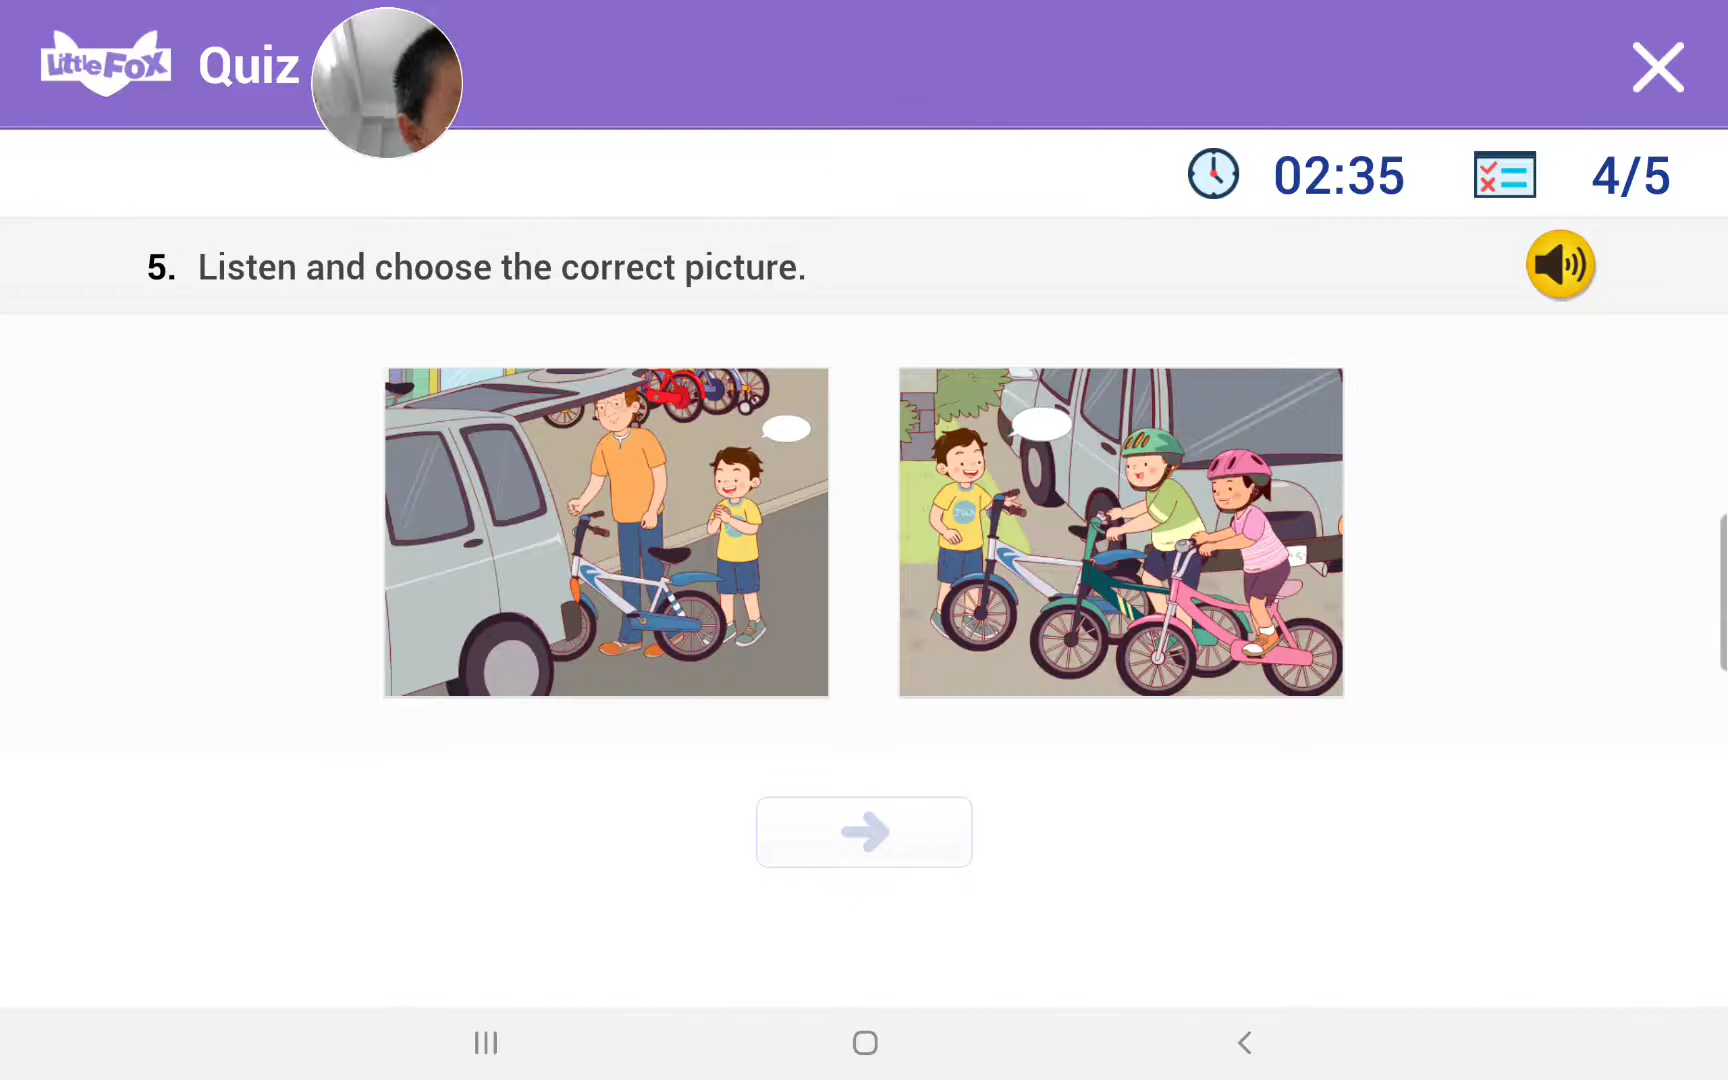 Little Fox Quiz
02:35 4/5
5. Listen and choose the correct picture.